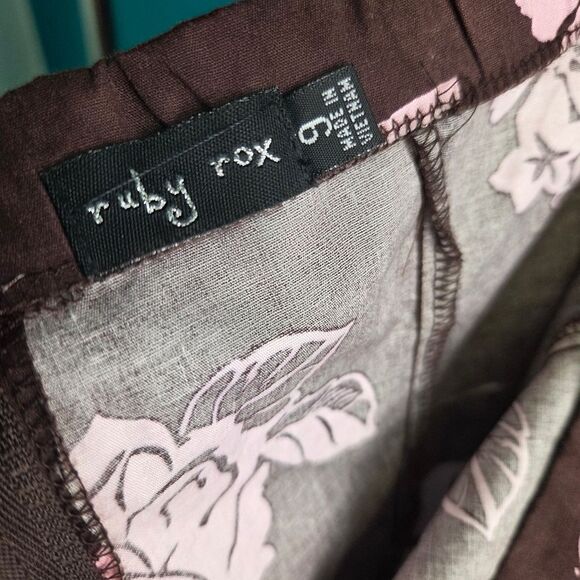 ruby rox
9
MADE IN
VIETNAM